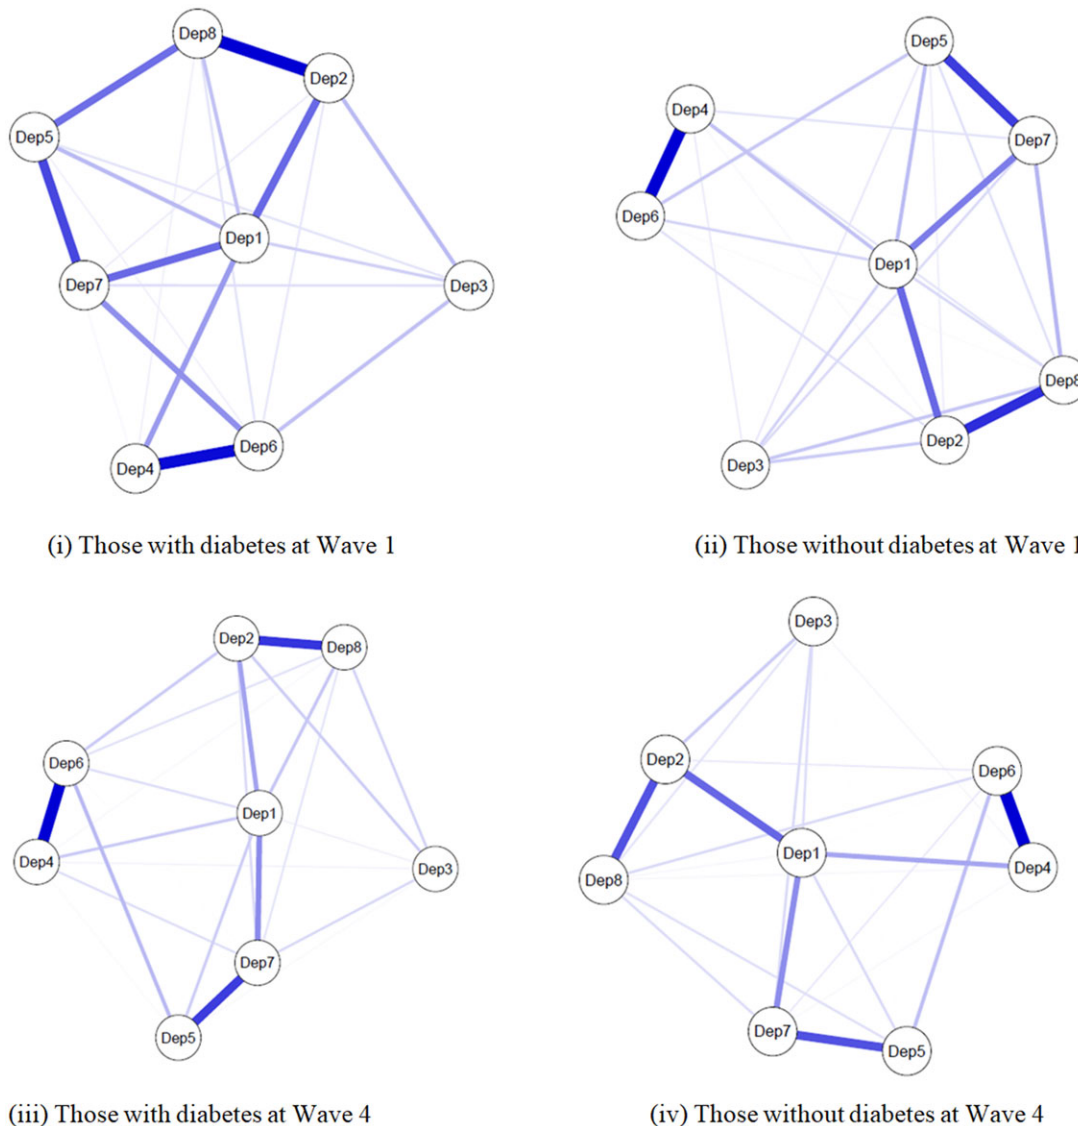 Dep8
Dep2
Dep5
Dep1
Dep7
Dep3
Dep6
Dep4
(i) Those with diabetes at Wave 1
Dep5
Dep4
Dep7
Dep6
Dep1
Dep8
Dep2
Dep3
(ii) Those without diabetes at Wave 1
Dep2
Dep8
Dep6
Dep1
Dep4
Dep3
Dep7
Dep5
(iii) Those with diabetes at Wave 4
Dep3
Dep2
Dep6
Dep1
Dep4
Dep8
Dep7
Dep5
(iv) Those without diabetes at Wave 4